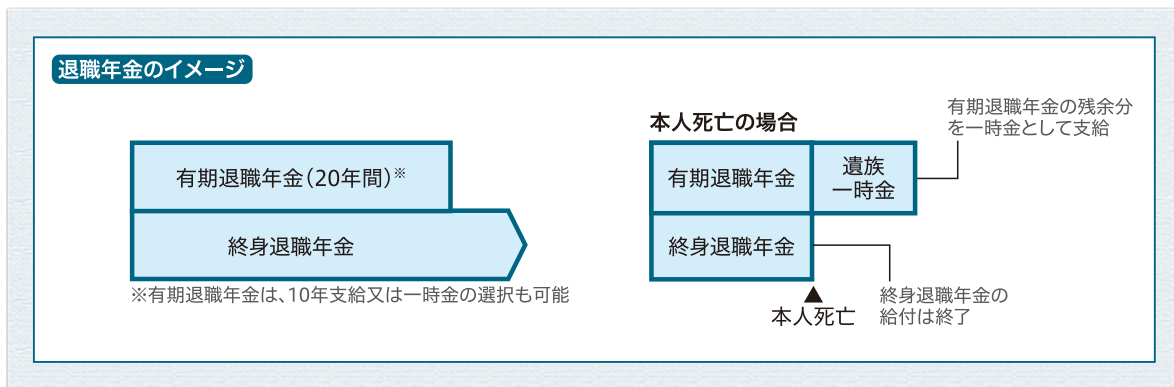 退職年金のイメージ
有期退職年金(20年間)※
終身退職年金
※有期退職年金は、10年支給又は一時金の選択も可能
本人死亡の場合
有期退職年金
遺族
一時金
終身退職年金
本人死亡
有期退職年金の残余分
を一時金として支給
終身退職年金の
給付は終了